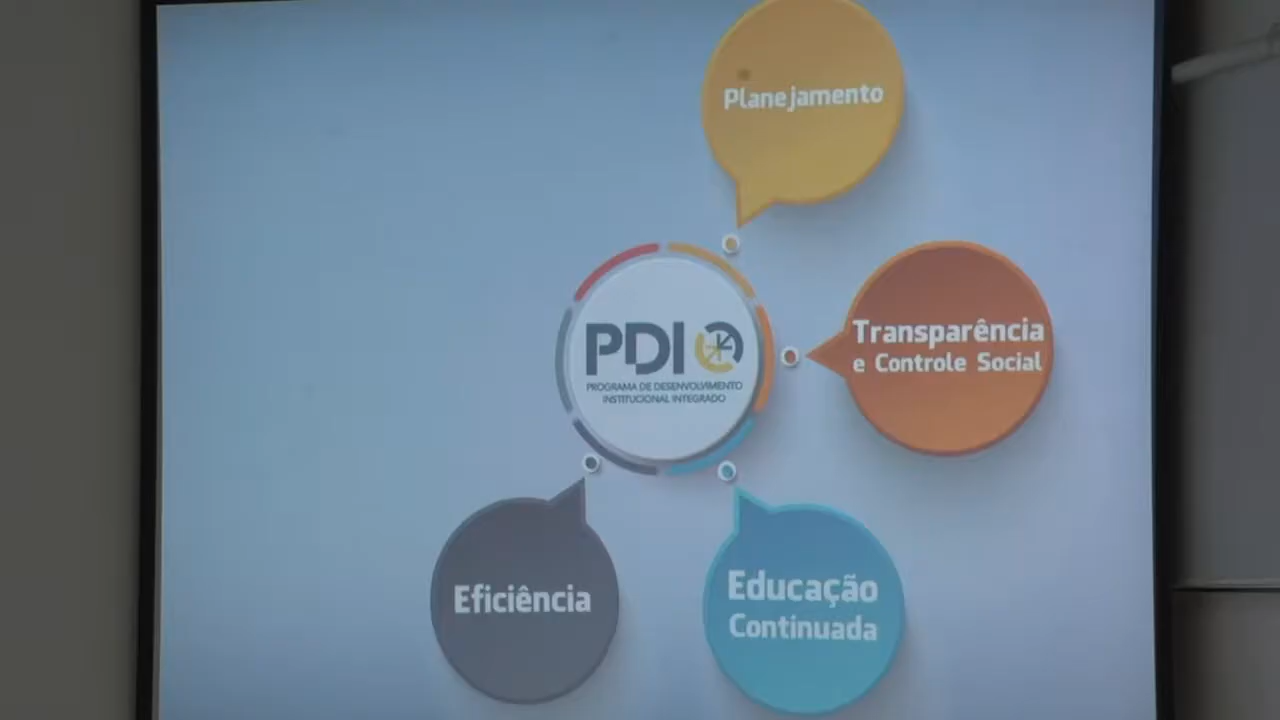 Planejamento
Transparência
e Controle Social
PDI
PROGRAMA DE DESENVOLVIMENTO
INSTITUCIONAL INTEGRADO
Eficiência
Educação
Continuada